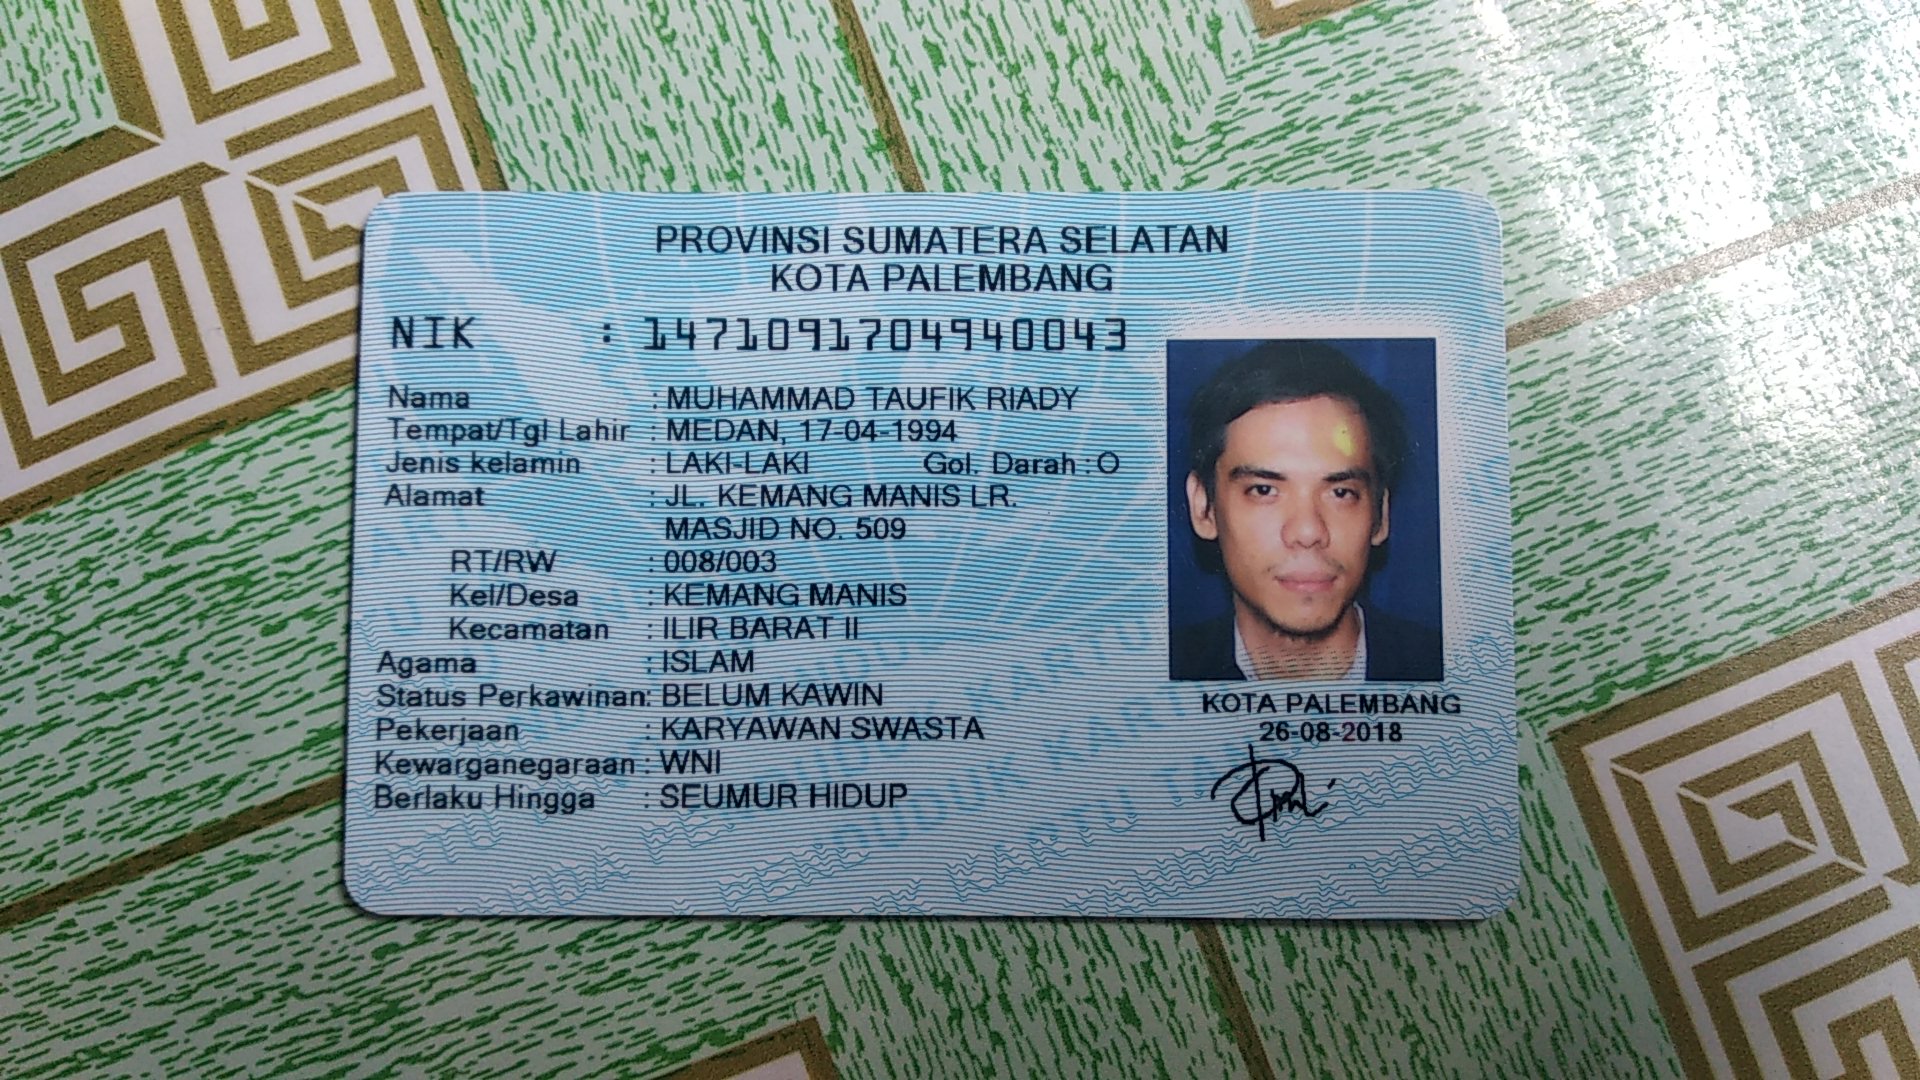 PROVINSI SUMATERA SELATAN
KOTA PALEMBANG
NIK : 1471091704940043
Nama : MUHAMMAD TAUFIK RIADY
Tempat/Tgl Lahir : MEDAN, 17-04-1994
Jenis kelamin : LAKI-LAKI Gol. Darah : O
Alamat : JL. KEMANG MANIS LR.
MASJID NO. 509
RT/RW : 008/003
Kel/Desa : KEMANG MANIS
Kecamatan : ILIR BARAT II
Agama : ISLAM
Status Perkawinan: BELUM KAWIN
Pekerjaan : KARYAWAN SWASTA
Kewarganegaraan : WNI
Berlaku Hingga : SEUMUR HIDUP
KOTA PALEMBANG
26-08-2018